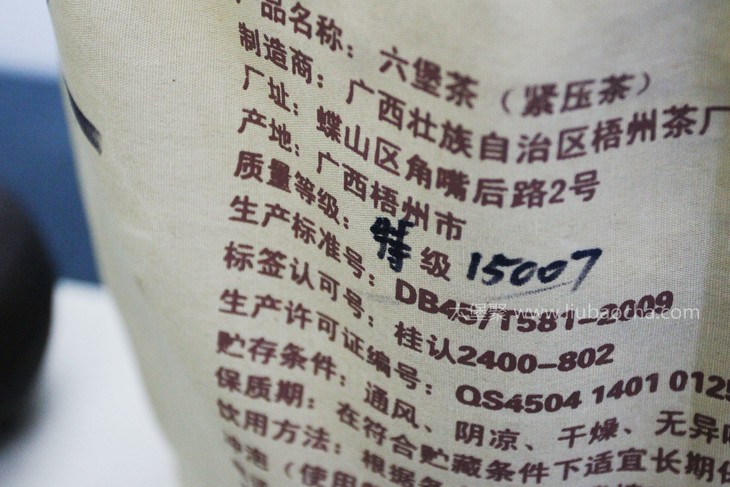 产品名称：六堡茶（紧压茶）
制造商：广西壮族自治区梧州茶厂
厂址：蝶山区角嘴后路2号
产地：广西梧州市
质量等级：特级 15007
生产标准号：DB45/T581-2009
标签认可号：桂认2400-802
生产许可证编号：QS4504 1401 0125
贮存条件：通风、阴凉、干燥、无异
保质期：在符合贮藏条件下适宜长期
饮用方法：根据
（使用
六堡聚 www.liubaocha.com